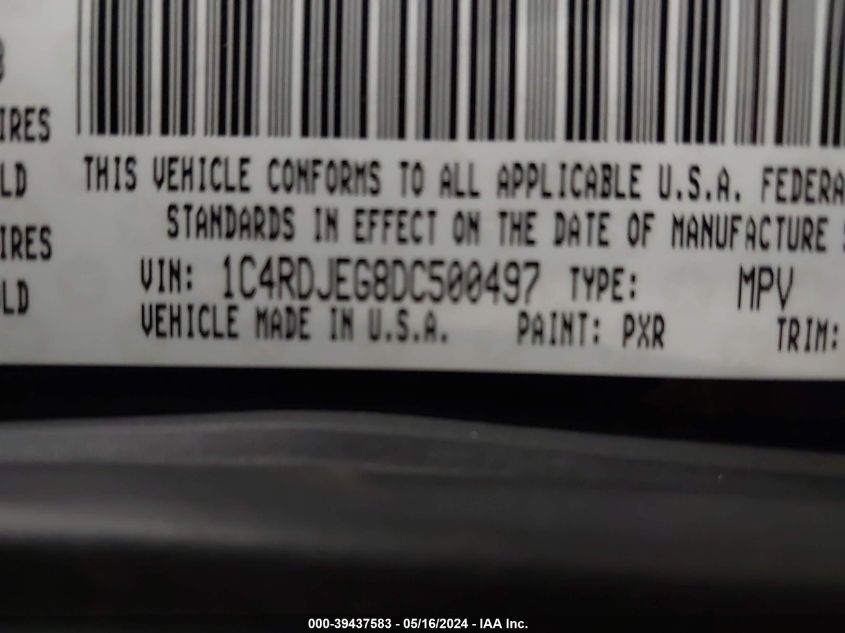 IRES
LD
IRES
LD
THIS VEHICLE CONFORMS TO ALL APPLICABLE U.S.A. FEDERA
STANDARDS IN EFFECT ON THE DATE OF MANUFACTURE
VIN: 1C4RDJEG8DC500497 TYPE: MPV
VEHICLE MADE IN U.S.A. PAINT: PXR TRIM:
000-39437583 - 05/16/2024 - IAA Inc.